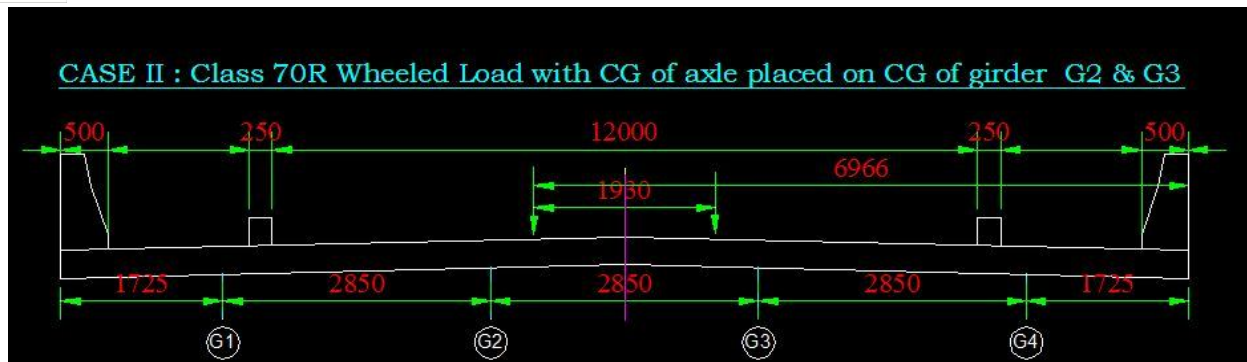 CASE II : Class 70R Wheeled Load with CG of axle placed on CG of girder G2 & G3
500 250 12000 250 500
6966
1930
1725 2850 2850 2850 1725
G1 G2 G3 G4